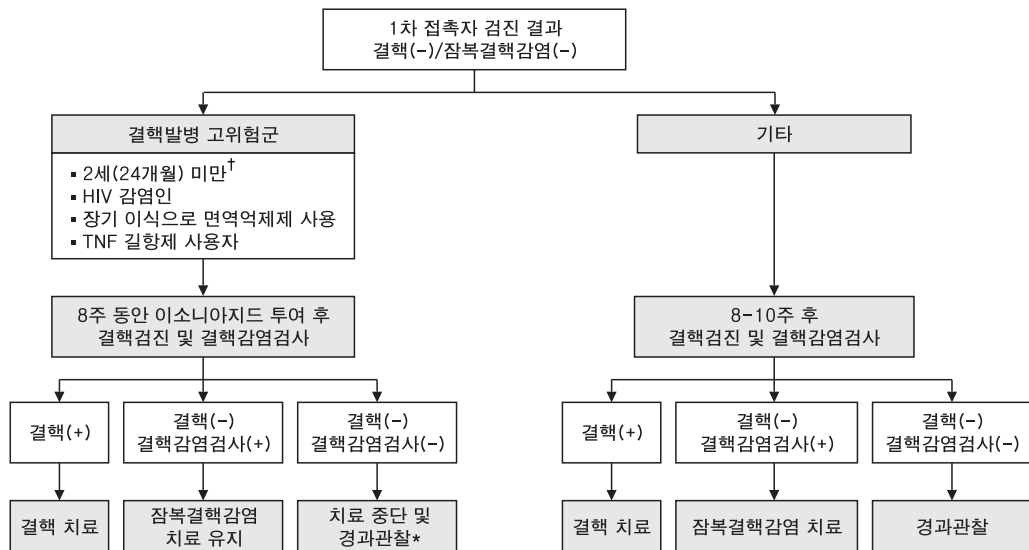 1차 접촉자 검진 결과
결핵(-)/잠복결핵감염(-)
결핵발병 고위험군
▪ 2세(24개월) 미만†
▪ HIV 감염인
▪ 장기 이식으로 면역억제제 사용
▪ TNF 길항제 사용자
기타
8주 동안 이소니아지드 투여 후
결핵검진 및 결핵감염검사
8-10주 후
결핵검진 및 결핵감염검사
결핵(+)
결핵(-)
결핵감염검사(+)
결핵(-)
결핵감염검사(-)
결핵(+)
결핵(-)
결핵감염검사(+)
결핵(-)
결핵감염검사(-)
결핵 치료
잠복결핵감염
치료 유지
치료 중단 및
경과관찰*
결핵 치료
잠복결핵감염 치료
경과관찰